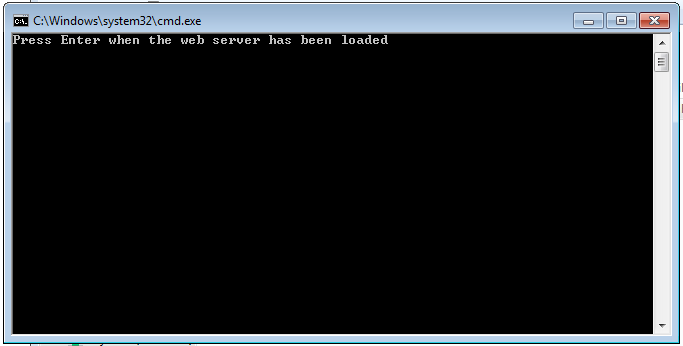 C:\Windows\system32\cmd.exe
Press Enter when the web server has been loaded